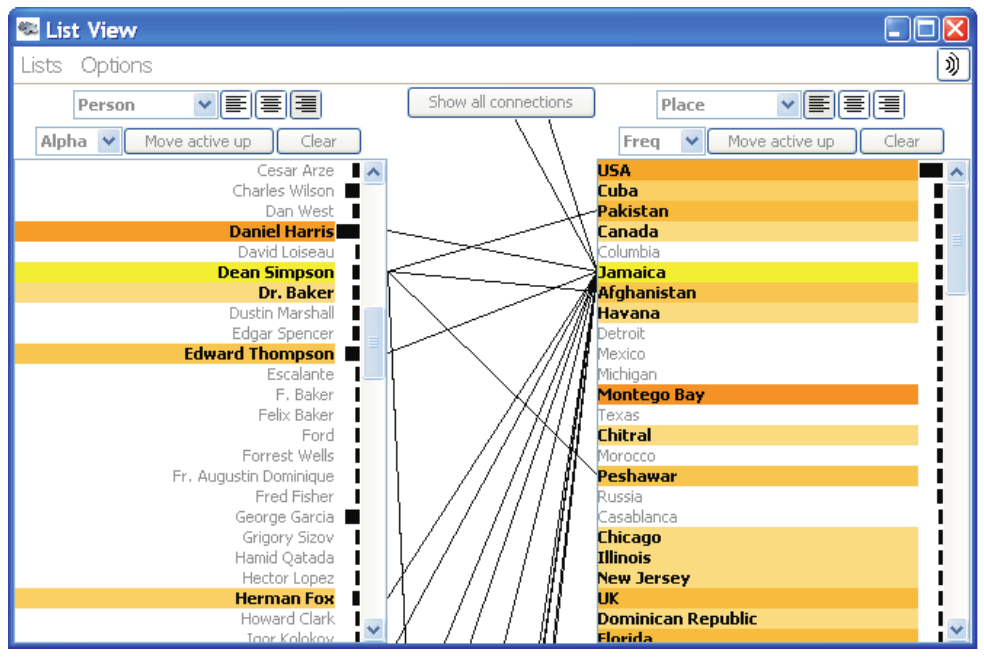 List View
Lists Options
Person
Show all connections
Place
Alpha Move active up Clear
Freq Move active up Clear
Cesar Arze
Charles Wilson
Dan West
Daniel Harris
David Loiseau
Dean Simpson
Dr. Baker
Dustin Marshall
Edgar Spencer
Edward Thompson
Escalante
F. Baker
Felix Baker
Ford
Forrest Wells
Fr. Augustin Dominique
Fred Fisher
George Garcia
Grigory Sizov
Hamid Qatada
Hector Lopez
Herman Fox
Howard Clark
Igor Kolokov
USA
Cuba
Pakistan
Canada
Columbia
Jamaica
Afghanistan
Havana
Detroit
Mexico
Michigan
Montego Bay
Texas
Chitral
Morocco
Peshawar
Russia
Casablanca
Chicago
Illinois
New Jersey
UK
Dominican Republic
Florida